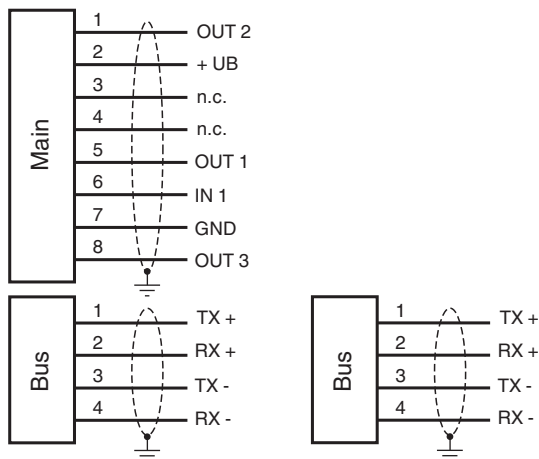 Main
1 OUT 2
2 + UB
3 n.c.
4 n.c.
5 OUT 1
6 IN 1
7 GND
8 OUT 3
Bus
1 TX +
2 RX +
3 TX -
4 RX -
Bus
1 TX +
2 RX +
3 TX -
4 RX -